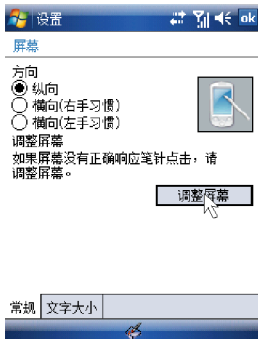 设置
ok
屏幕
方向
纵向
横向(右手习惯)
横向(左手习惯)
调整屏幕
如果屏幕没有正确响应笔针点击，请
调整屏幕。
调整屏幕
常规 文字大小